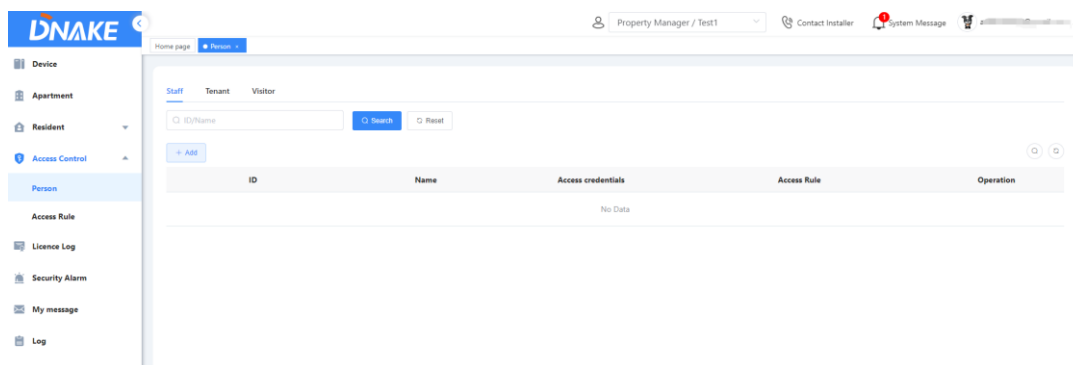 DNAKE
Property Manager / Test1
Contact Installer
1
System Message
Home page
Person ×
Device
Apartment
Resident
Access Control
Person
Access Rule
Licence Log
Security Alarm
My message
Log
Staff Tenant Visitor
ID/Name
Search
Reset
+ Add
ID Name Access credentials Access Rule Operation
No Data